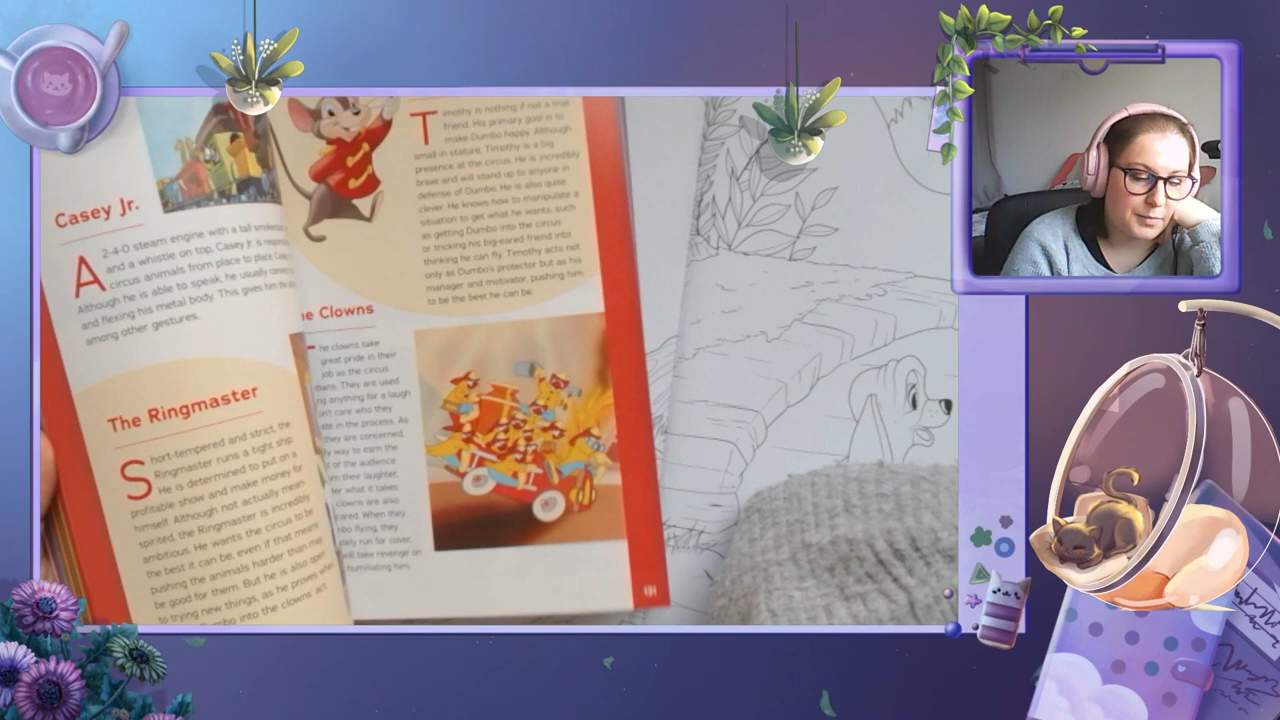 Casey Jr.
A 2-4-0 steam engine with a tall
and a whistle on top, Casey Jr. is
circus animals from place to place.
Although he is able to speak, he usually
and flexing his metal body. This gives him the
among other gestures.
The Ringmaster
Short-tempered and strict, the
Ringmaster runs a tight ship.
He is determined to put on a
profitable show and make money for
himself. Although not actually mean-
spirited, the Ringmaster is incredibly
ambitious. He wants the circus to be
the best it can be, even if that means
pushing the animals harder than may
be good for them. But he is also open
to trying new things, as he proves when
into the clowns' act.
Timothy is nothing if not a true
friend. His primary goal is to
make Dumbo happy. Although
small in stature, Timothy is a big
presence at the circus. He is incredibly
brave and will stand up to anyone in
defense of Dumbo. He is also quite
clever. He knows how to manipulate a
situation to get what he wants, such
as getting Dumbo into the circus
or tricking his big-eared friend into
thinking he can fly. Timothy acts not
only as Dumbo's protector but as his
manager and motivator, pushing him
to be the best he can be.
Clowns
he clowns take
great pride in their
job as the circus
They are used
anything for a laugh
care who they
in the process. As
they are concerned,
way to earn the
of the audience
their laughter,
what it takes.
clowns are also
When they
flying, they
run for cover.
will take revenge on
humiliating him.